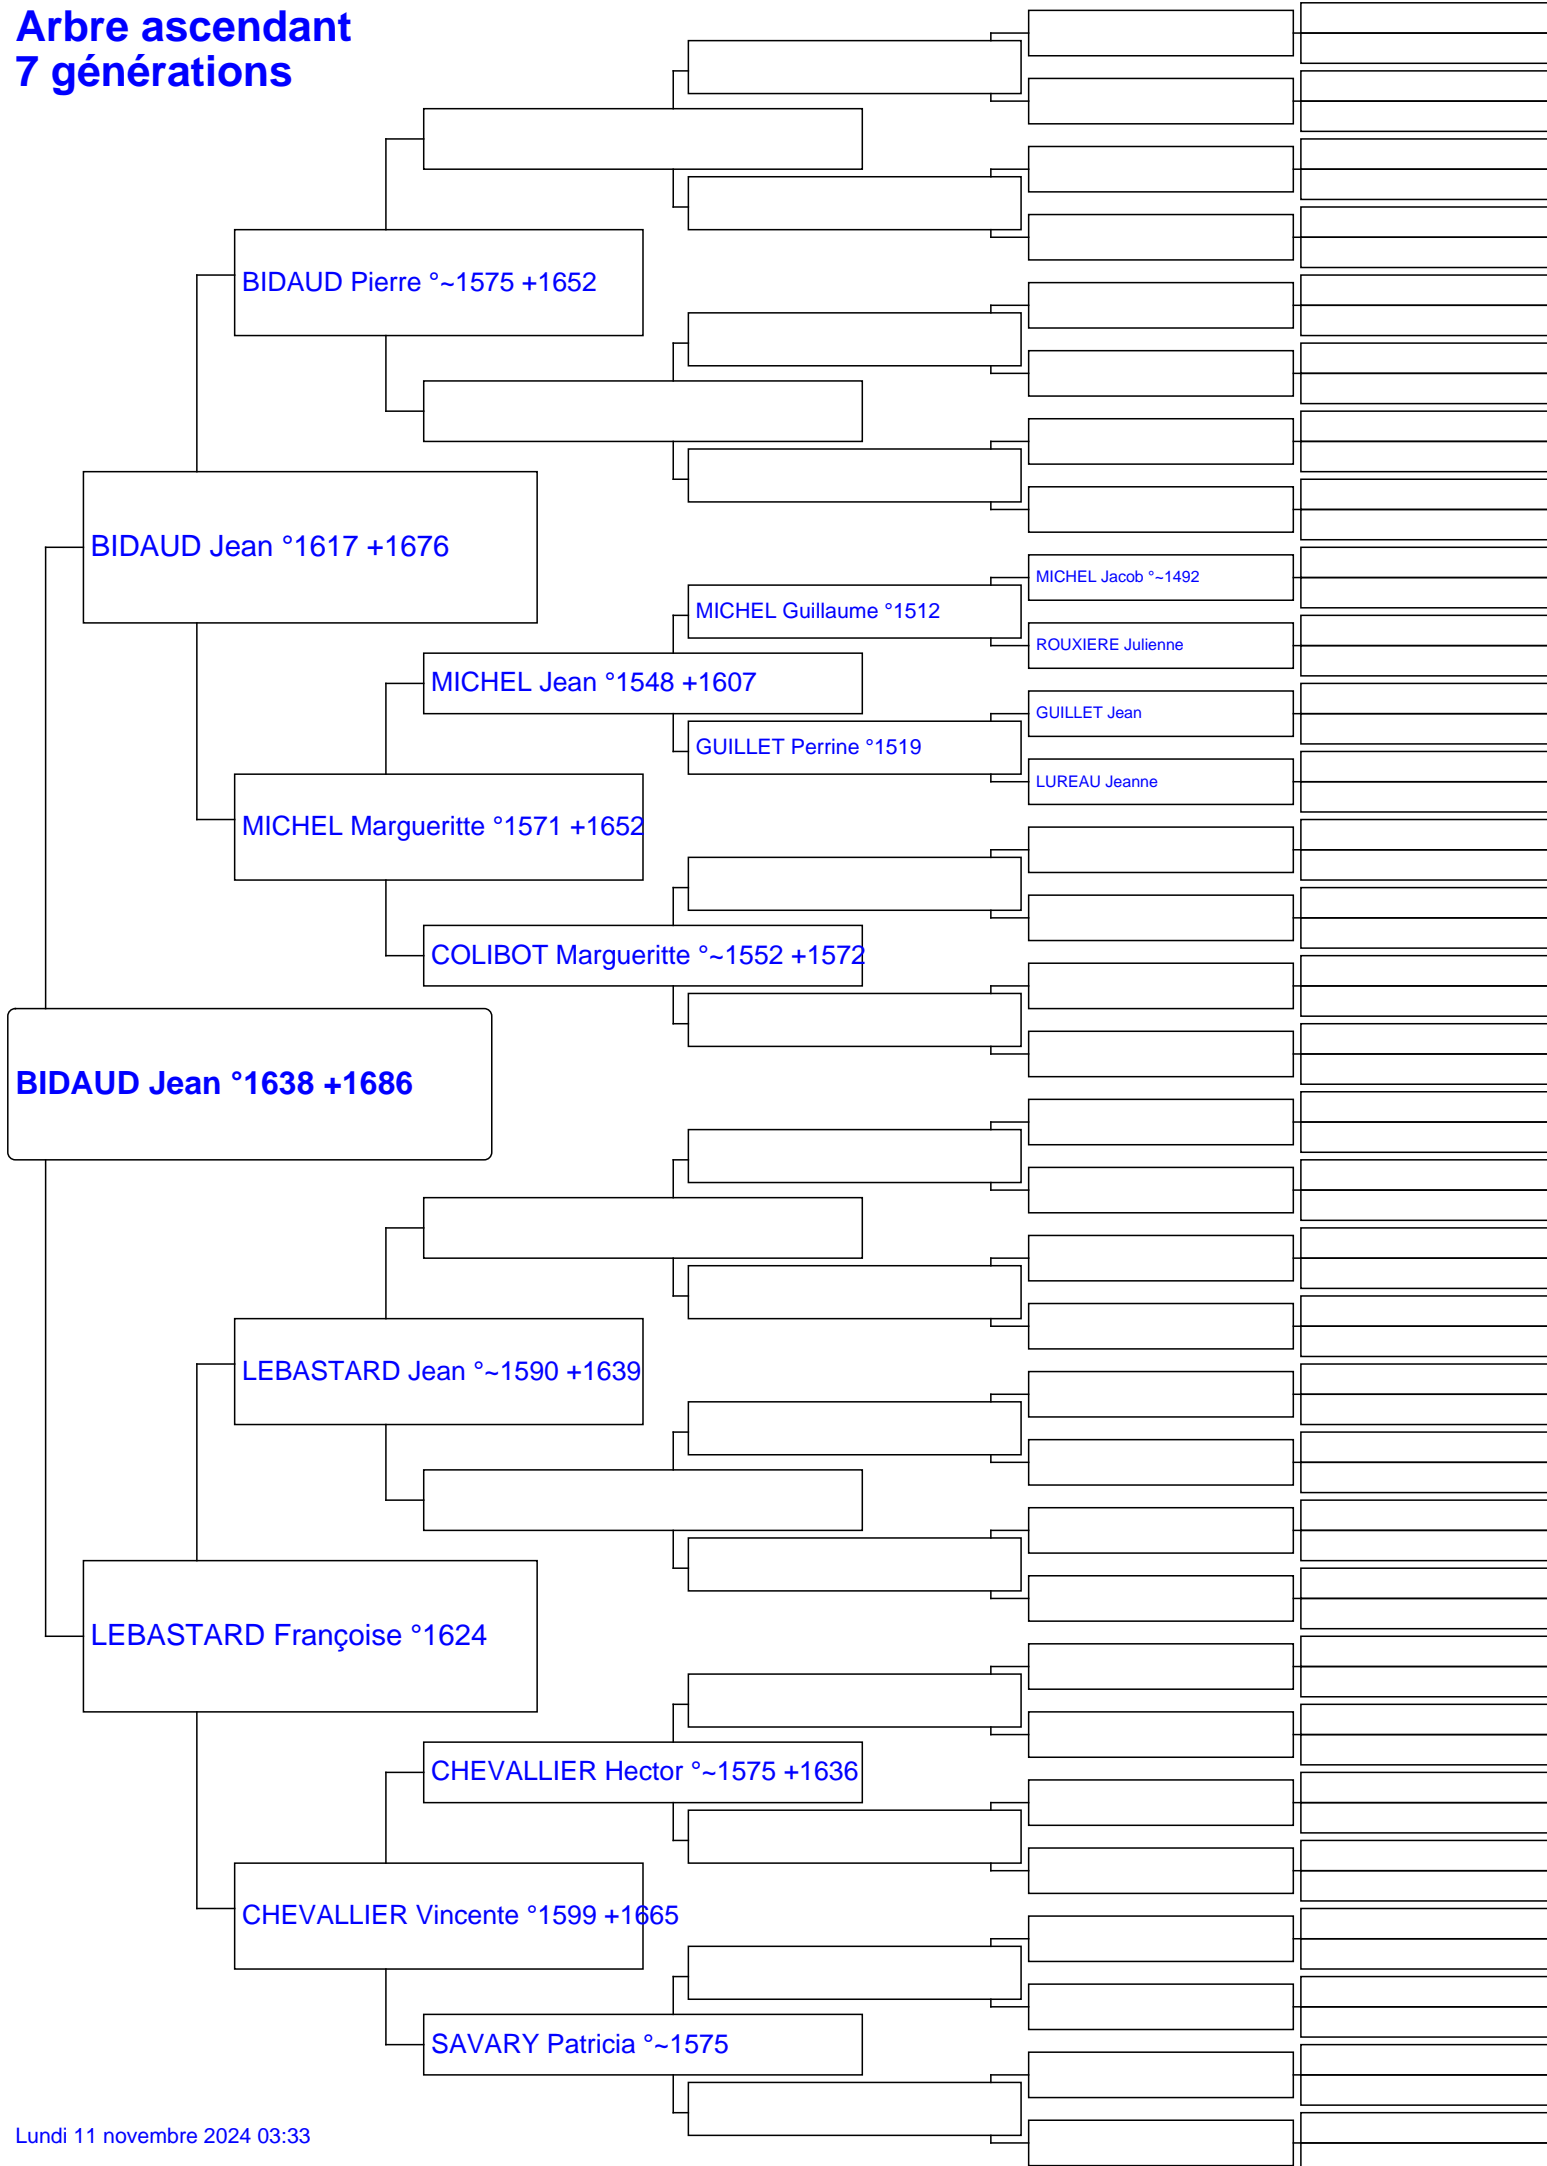 Arbre ascendant
7 générations
BIDAUD Pierre °~1575 +1652
BIDAUD Jean °1617 +1676
MICHEL Jacob °~1492
MICHEL Guillaume °1512
ROUXIERE Julienne
MICHEL Jean °1548 +1607
GUILLET Jean
GUILLET Perrine °1519
LUREAU Jeanne
MICHEL Margueritte °1571 +1652
COLIBOT Margueritte °~1552 +1572
BIDAUD Jean °1638 +1686
LEBASTARD Jean °~1590 +1639
LEBASTARD Françoise °1624
CHEVALLIER Hector °~1575 +1636
CHEVALLIER Vincente °1599 +1665
SAVARY Patricia °~1575
Lundi 11 novembre 2024 03:33